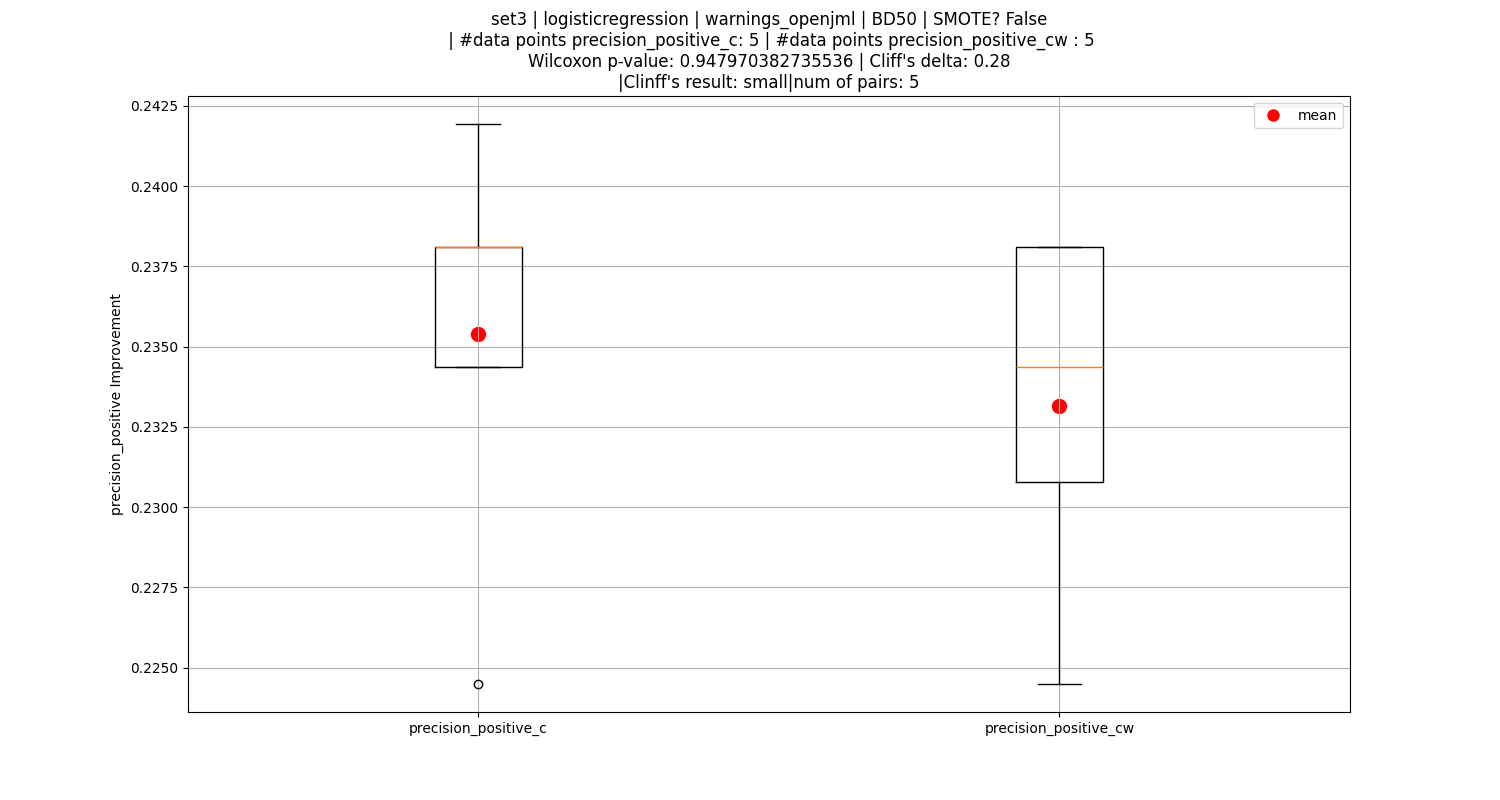 set3 | logisticregression | warnings_openjml | BD50 | SMOTE? False
| #data points precision_positive_c: 5 | #data points precision_positive_cw : 5
Wilcoxon p-value: 0.947970382735536 | Cliff's delta: 0.28
|Clinff's result: small|num of pairs: 5
mean
precision_positive Improvement
0.2425
0.2400
0.2375
0.2350
0.2325
0.2300
0.2275
0.2250
precision_positive_c
precision_positive_cw